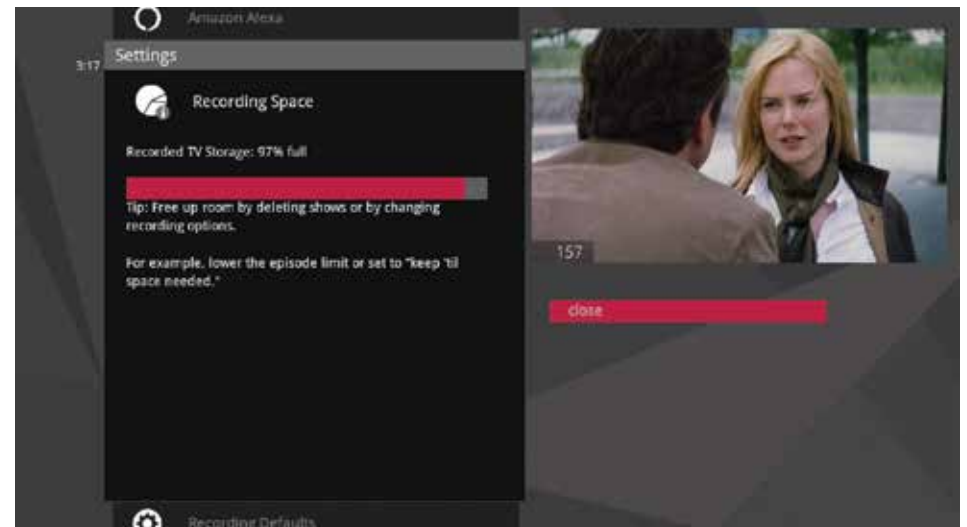 Amazon Alexa
3:17
Settings
Recording Space
Recorded TV Storage: 97% full
Tip: Free up room by deleting shows or by changing
recording options.
For example, lower the episode limit or set to "keep 'til
space needed."
157
close
Recording Defaults